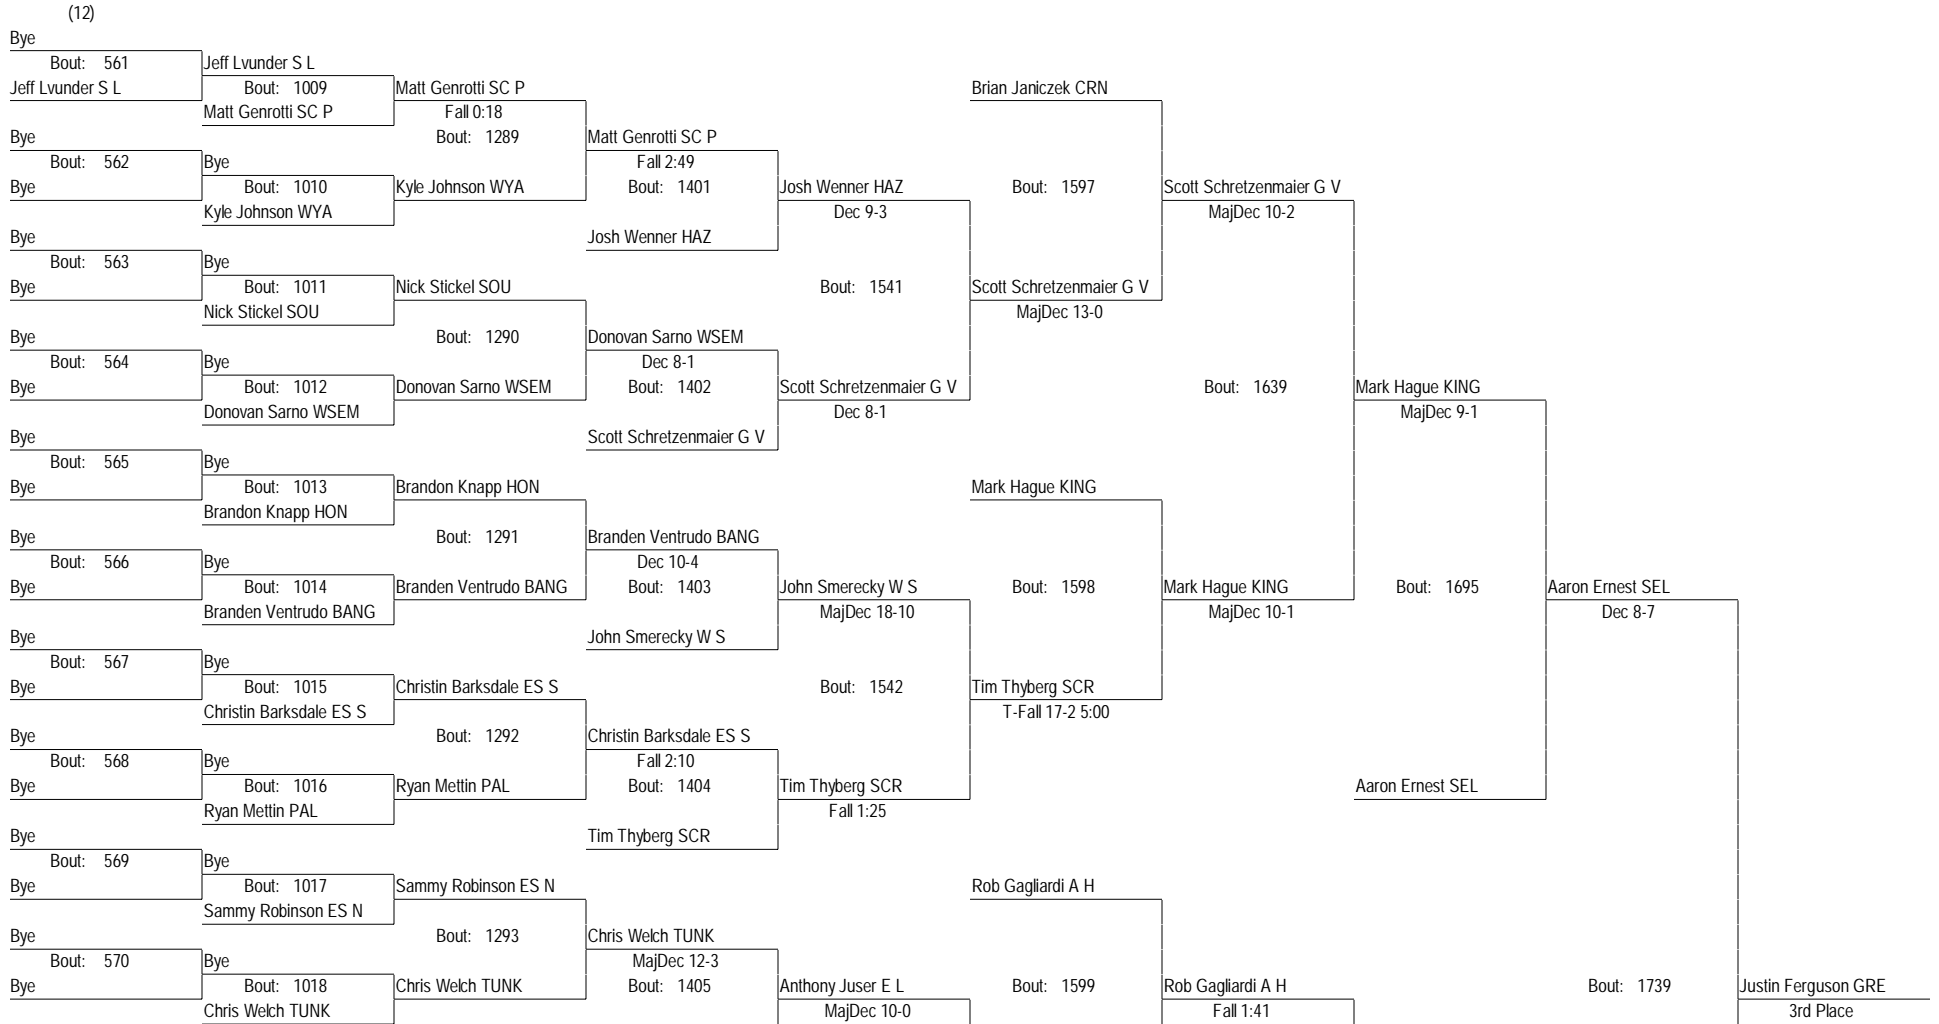 (12)
Bye
Bout: 561 Jeff Lvunder S L
Jeff Lvunder S L Bout: 1009 Matt Genrotti SC P Brian Janiczek CRN
Matt Genrotti SC P Fall 0:18
Bye Bout: 1289 Matt Genrotti SC P
Bout: 562 Bye Fall 2:49
Bye Bout: 1010 Kyle Johnson WYA Bout: 1401 Josh Wenner HAZ Bout: 1597 Scott Schretzenmaier G V
Kyle Johnson WYA Dec 9-3 MajDec 10-2
Bye Josh Wenner HAZ
Bout: 563 Bye
Bye Bout: 1011 Nick Stickel SOU Bout: 1541 Scott Schretzenmaier G V
Nick Stickel SOU MajDec 13-0
Bye Bout: 1290 Donovan Sarno WSEM
Bout: 564 Bye Dec 8-1
Bye Bout: 1012 Donovan Sarno WSEM Bout: 1402 Scott Schretzenmaier G V Bout: 1639 Mark Hague KING
Donovan Sarno WSEM Dec 8-1 MajDec 9-1
Bye Scott Schretzenmaier G V
Bout: 565 Bye
Bye Bout: 1013 Brandon Knapp HON Mark Hague KING
Brandon Knapp HON
Bye Bout: 1291 Branden Ventrudo BANG
Bout: 566 Bye Dec 10-4
Bye Bout: 1014 Branden Ventrudo BANG Bout: 1403 John Smerecky W S Bout: 1598 Mark Hague KING Bout: 1695 Aaron Ernest SEL
Branden Ventrudo BANG MajDec 18-10 MajDec 10-1 Dec 8-7
Bye John Smerecky W S
Bout: 567 Bye
Bye Bout: 1015 Christin Barksdale ES S Bout: 1542 Tim Thyberg SCR
Christin Barksdale ES S T-Fall 17-2 5:00
Bye Bout: 1292 Christin Barksdale ES S
Bout: 568 Bye Fall 2:10
Bye Bout: 1016 Ryan Mettin PAL Bout: 1404 Tim Thyberg SCR Aaron Ernest SEL
Ryan Mettin PAL Fall 1:25
Bye Tim Thyberg SCR
Bout: 569 Bye
Bye Bout: 1017 Sammy Robinson ES N Rob Gagliardi A H
Sammy Robinson ES N
Bye Bout: 1293 Chris Welch TUNK
Bout: 570 Bye MajDec 12-3
Bye Bout: 1018 Chris Welch TUNK Bout: 1405 Anthony Juser E L Bout: 1599 Rob Gagliardi A H Bout: 1739 Justin Ferguson GRE
Chris Welch TUNK MajDec 10-0 Fall 1:41 3rd Place